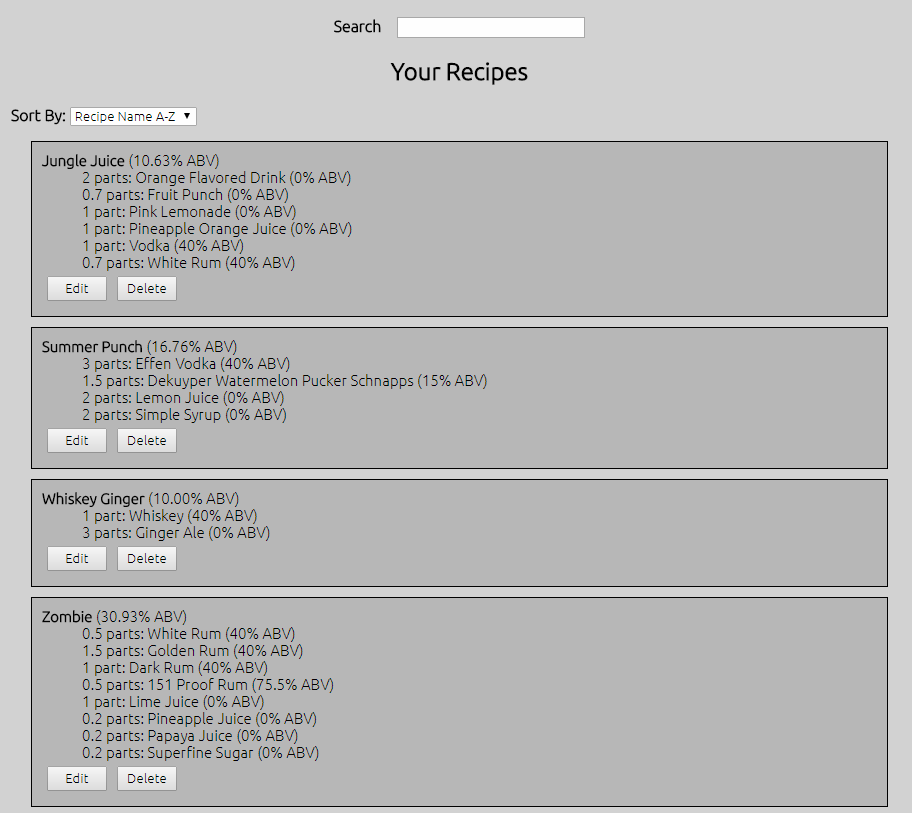 Search
Your Recipes
Sort By: Recipe Name A-Z
Jungle Juice (10.63% ABV)
2 parts: Orange Flavored Drink (0% ABV)
0.7 parts: Fruit Punch (0% ABV)
1 part: Pink Lemonade (0% ABV)
1 part: Pineapple Orange Juice (0% ABV)
1 part: Vodka (40% ABV)
0.7 parts: White Rum (40% ABV)
Edit Delete
Summer Punch (16.76% ABV)
3 parts: Effen Vodka (40% ABV)
1.5 parts: Dekuyper Watermelon Pucker Schnapps (15% ABV)
2 parts: Lemon Juice (0% ABV)
2 parts: Simple Syrup (0% ABV)
Edit Delete
Whiskey Ginger (10.00% ABV)
1 part: Whiskey (40% ABV)
3 parts: Ginger Ale (0% ABV)
Edit Delete
Zombie (30.93% ABV)
0.5 parts: White Rum (40% ABV)
1.5 parts: Golden Rum (40% ABV)
1 part: Dark Rum (40% ABV)
0.5 parts: 151 Proof Rum (75.5% ABV)
1 part: Lime Juice (0% ABV)
0.2 parts: Pineapple Juice (0% ABV)
0.2 parts: Papaya Juice (0% ABV)
0.2 parts: Superfine Sugar (0% ABV)
Edit Delete